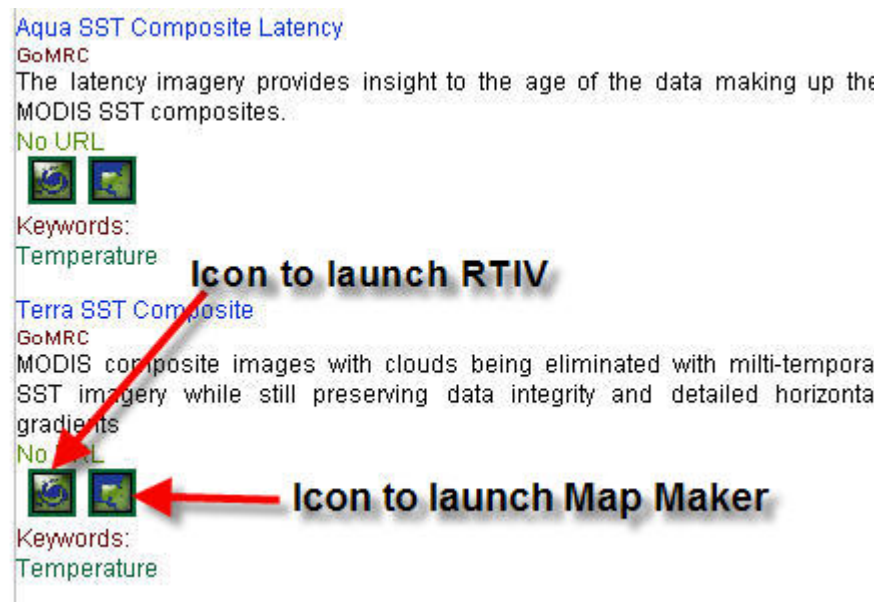 Aqua SST Composite Latency
GoMRC
The latency imagery provides insight to the age of the data making up the
MODIS SST composites.
No URL
Keywords:
Temperature
Icon to launch RTIV
Terra SST Composite
GoMRC
MODIS composite images with clouds being eliminated with milti-tempora
SST imagery while still preserving data integrity and detailed horizonta
gradients
No URL
Icon to launch Map Maker
Keywords:
Temperature